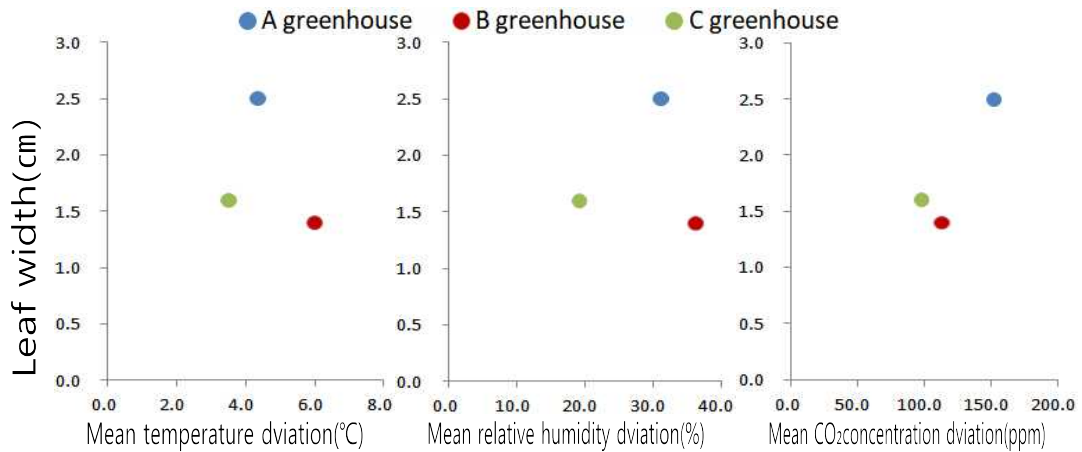 A greenhouse B greenhouse C greenhouse
3.0 3.0 3.0
2.5 2.5 2.5
2.0 2.0 2.0
1.5 1.5 1.5
1.0 1.0 1.0
0.5 0.5 0.5
0.0 0.0 0.0
Leaf width(cm)
0.0 2.0 4.0 6.0 8.0 0.0 10.0 20.0 30.0 40.0 0.0 50.0 100.0 150.0 200.0
Mean temperature dviation(℃) Mean relative humidity dviation(%) Mean CO₂concentration dviation(ppm)